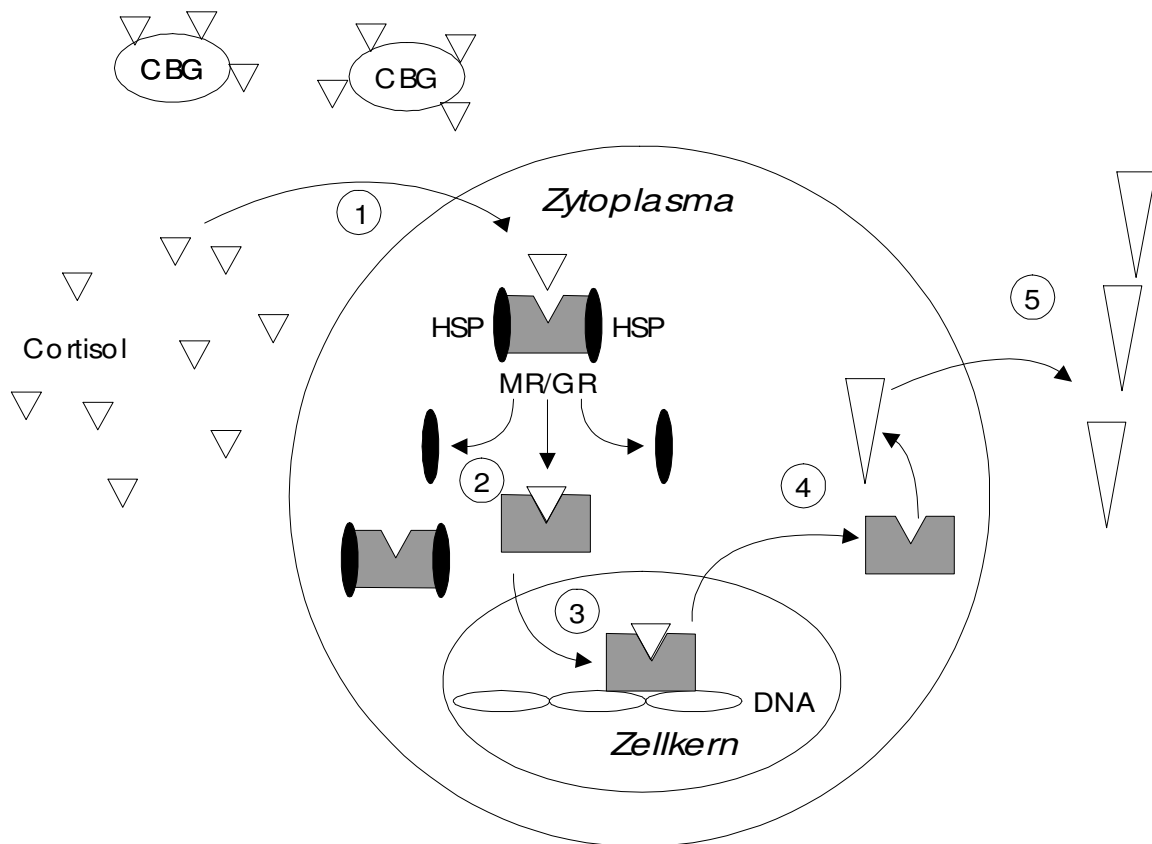 CBG
CBG
Zytoplasma
1
5
HSP
HSP
Cortisol
MR/GR
2
4
3
DNA
Zellkern